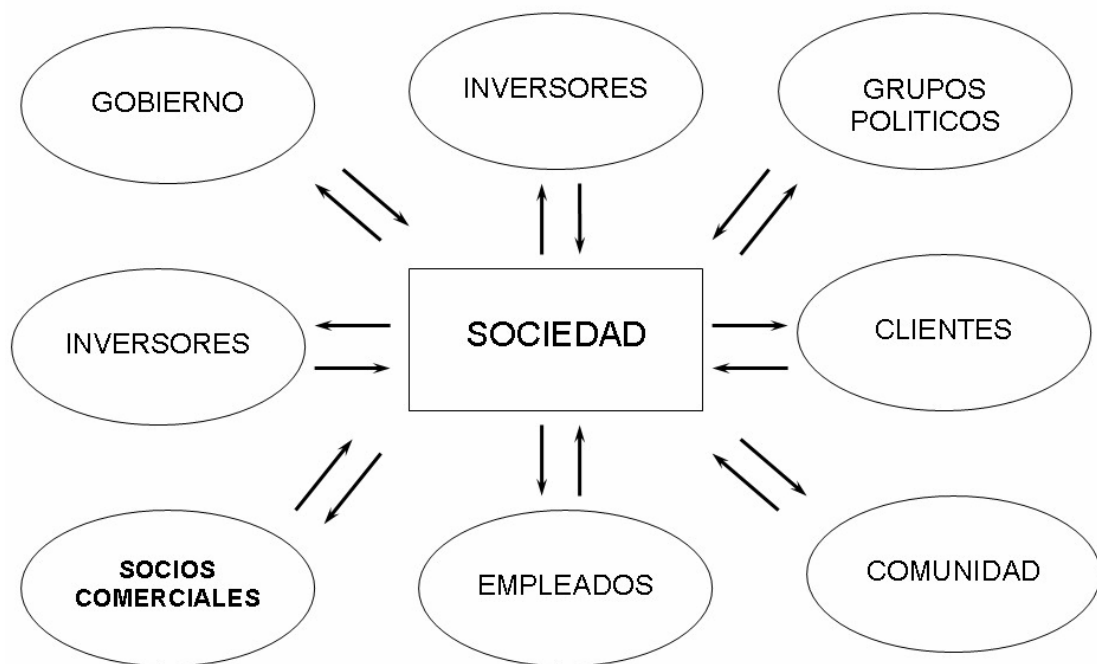 GOBIERNO
INVERSORES
GRUPOS
POLITICOS
INVERSORES
SOCIEDAD
CLIENTES
SOCIOS
COMERCIALES
EMPLEADOS
COMUNIDAD